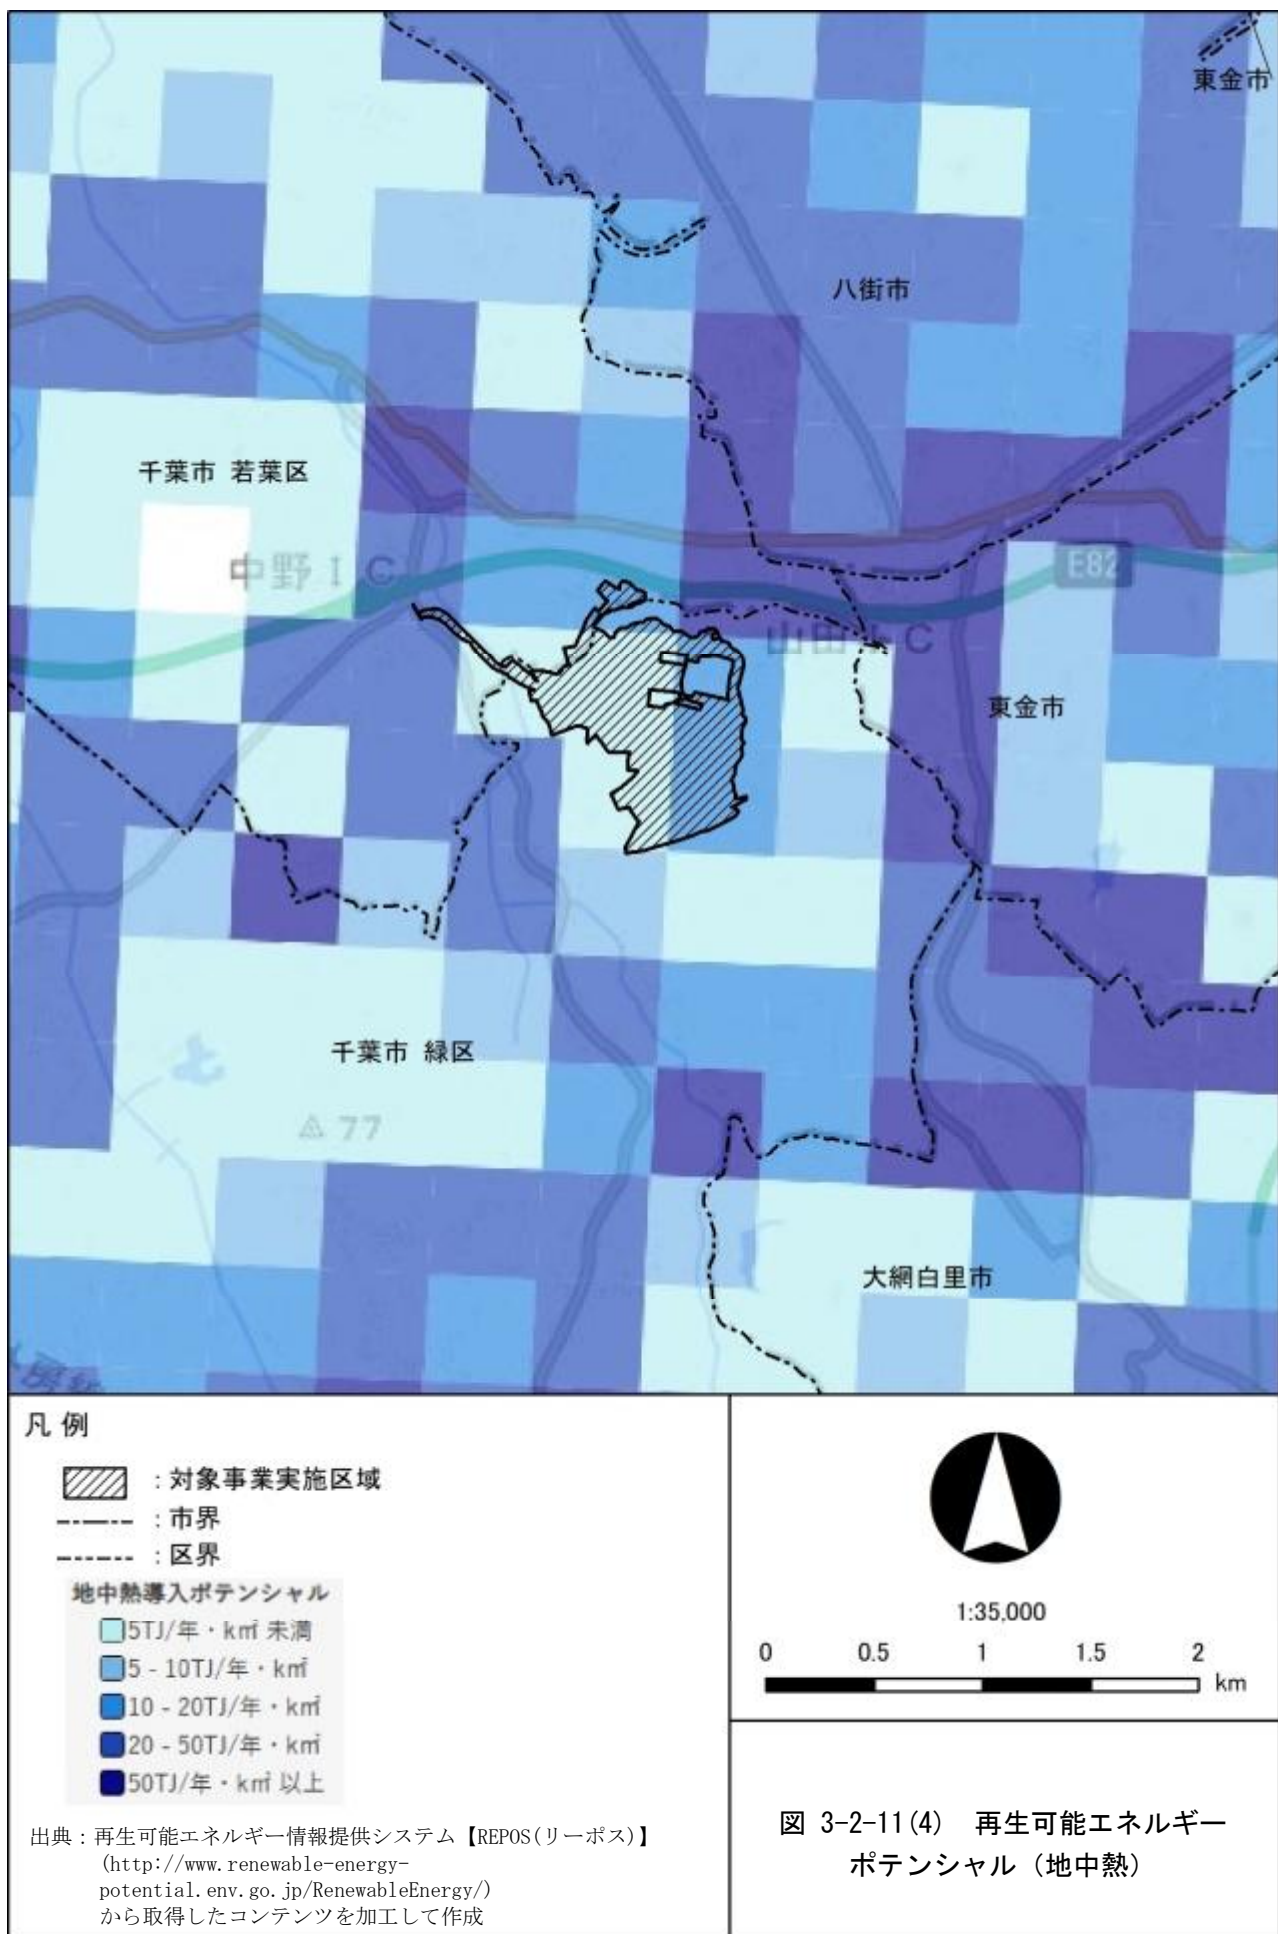 東金市
八街市
千葉市 若葉区
中野IC
E82
山田IC
東金市
千葉市 緑区
77
大網白里市
凡 例
：対象事業実施区域
：市界
：区界
地中熱導入ポテンシャル
5TJ/年・k㎡ 未満
5 - 10TJ/年・k㎡
10 - 20TJ/年・k㎡
20 - 50TJ/年・k㎡
50TJ/年・k㎡ 以上
出典：再生可能エネルギー情報提供システム【REPOS(リーポス)】
(http://www.renewable-energy-
potential.env.go.jp/RenewableEnergy/)
から取得したコンテンツを加工して作成
1:35,000
0 0.5 1 1.5 2
km
図 3-2-11(4) 再生可能エネルギー
ポテンシャル（地中熱）